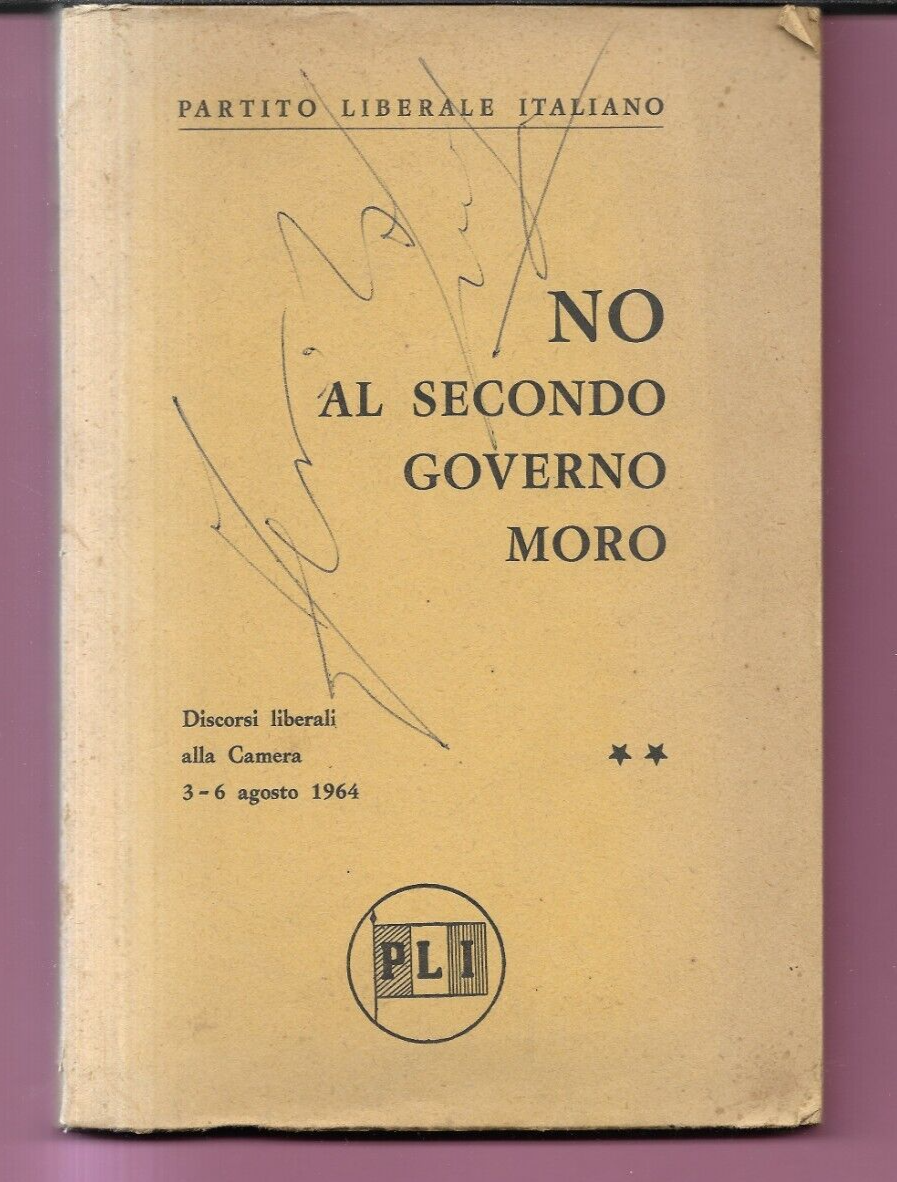 PARTITO LIBERALE ITALIANO
NO
AL SECONDO
GOVERNO
MORO
Discorsi liberali
alla Camera
3-6 agosto 1964
PLI